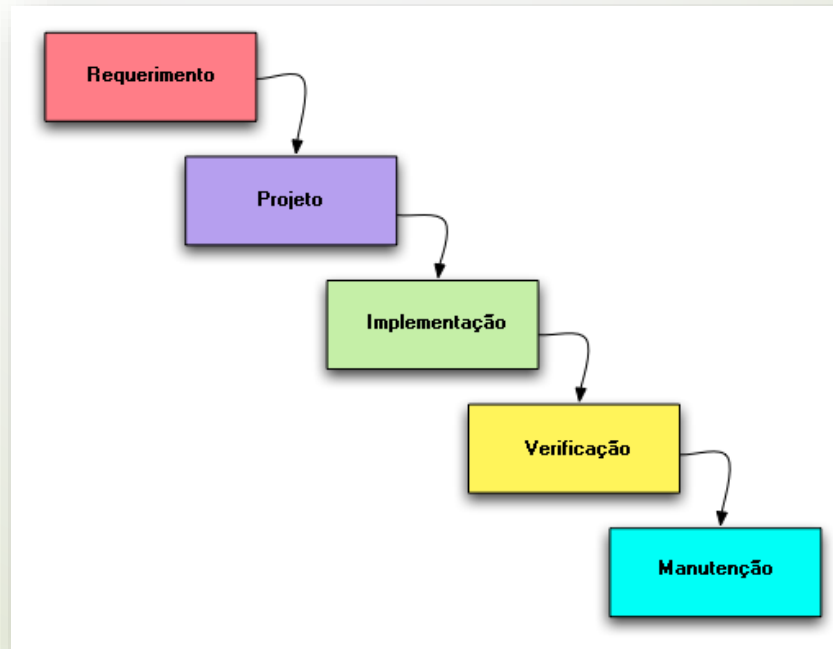 Requerimento
Projeto
Implementação
Verificação
Manutenção